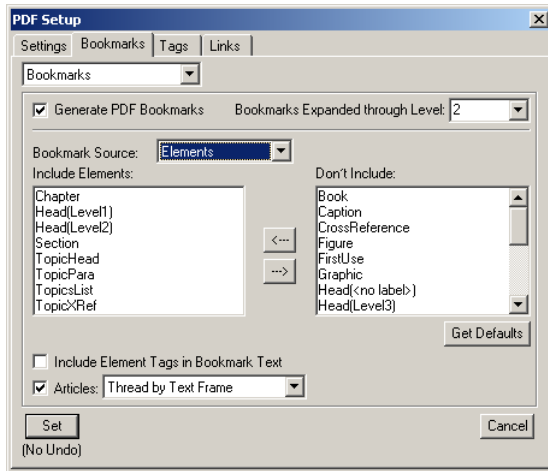 PDF Setup
Settings Bookmarks Tags Links
Bookmarks
Generate PDF Bookmarks Bookmarks Expanded through Level: 2
Bookmark Source: Elements
Include Elements: Don't Include:
Chapter Book
Head(Level1) Caption
Head(Level2) CrossReference
Section Figure
TopicHead FirstUse
TopicPara Graphic
TopicsList Head(<no label>)
TopicXRef Head(Level3)
<---
--->
Get Defaults
Include Element Tags in Bookmark Text
Articles: Thread by Text Frame
Set Cancel
(No Undo)